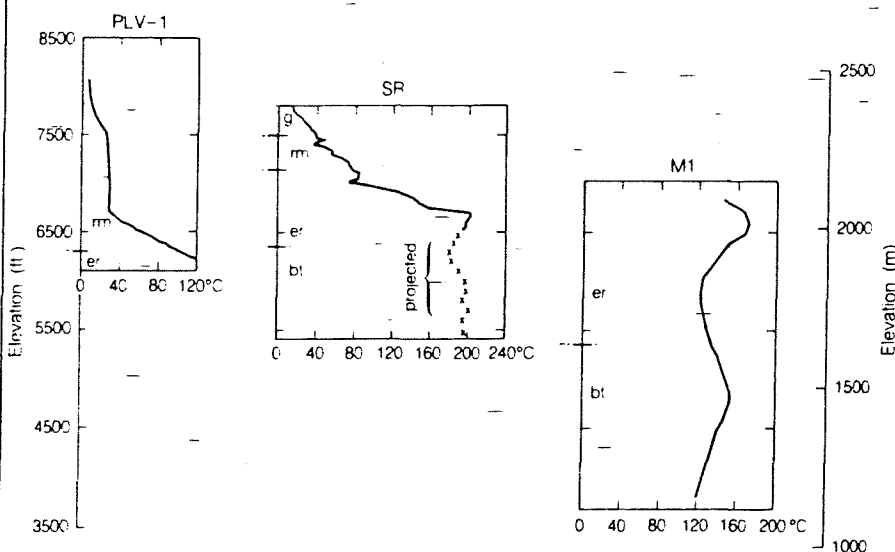 PLV-1
8500
7500
6500
5500
4500
3500
Elevation (ft)
rm
er
0 40 80 120°C
SR
g
rm
er
bt
projected
0 40 80 120 160 200 240°C
M1
er
bt
0 40 80 120 160 200°C
2500
2000
1500
1000
Elevation (m)